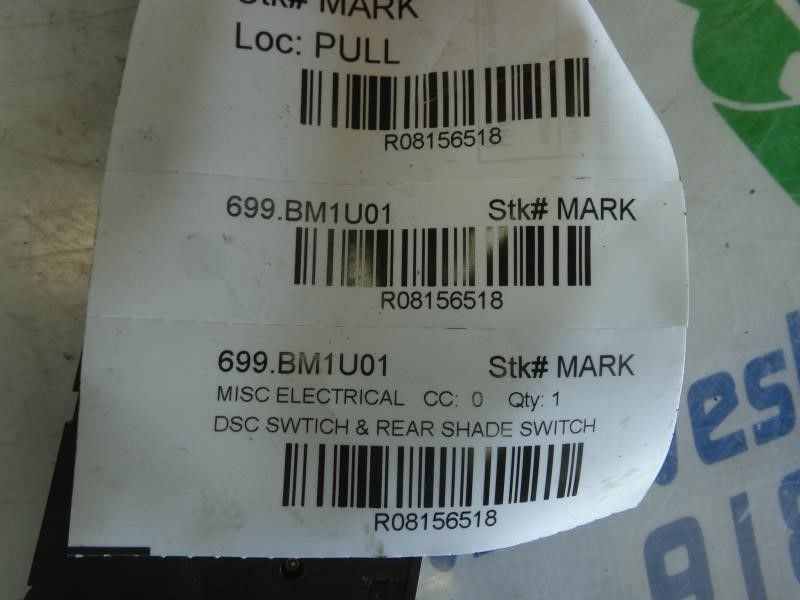 Stk# MARK
Loc: PULL
R08156518
699.BM1U01 Stk# MARK
R08156518
699.BM1U01 Stk# MARK
MISC ELECTRICAL CC: 0 Qty: 1
DSC SWTICH & REAR SHADE SWITCH
R08156518